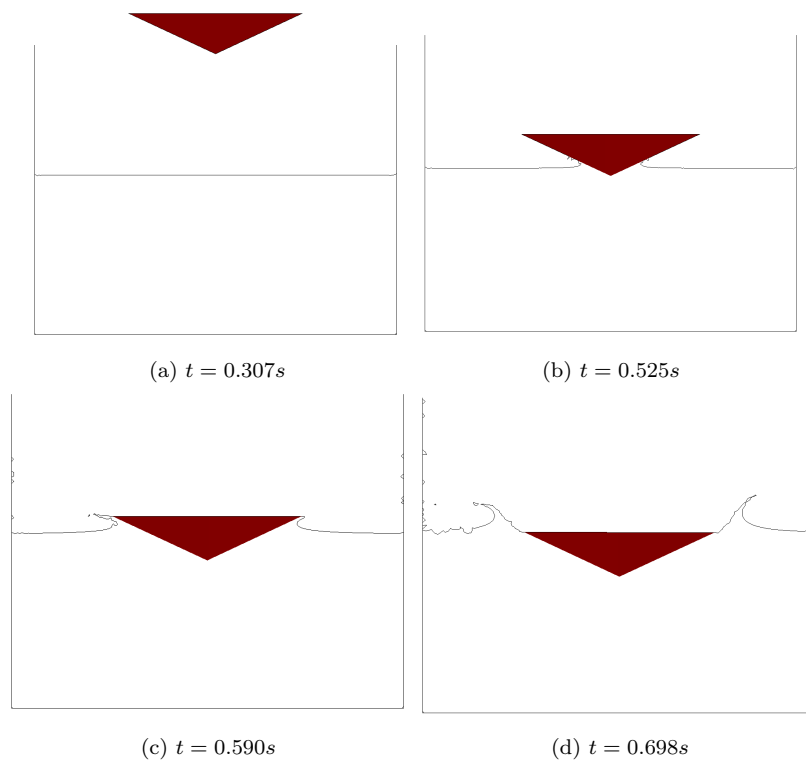 (a) t = 0.307s
(b) t = 0.525s
(c) t = 0.590s
(d) t = 0.698s